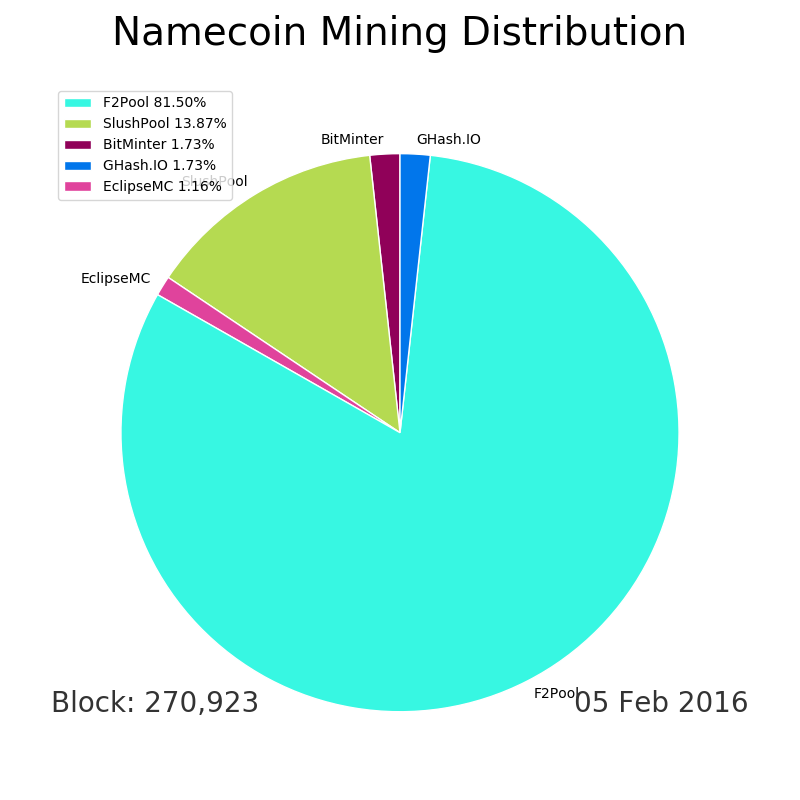 Namecoin Mining Distribution
F2Pool 81.50%
SlushPool 13.87%
BitMinter 1.73%
GHash.IO 1.73%
EclipseMC 1.16%
BitMinter
GHash.IO
SlushPool
EclipseMC
F2Pool
Block: 270,923
05 Feb 2016